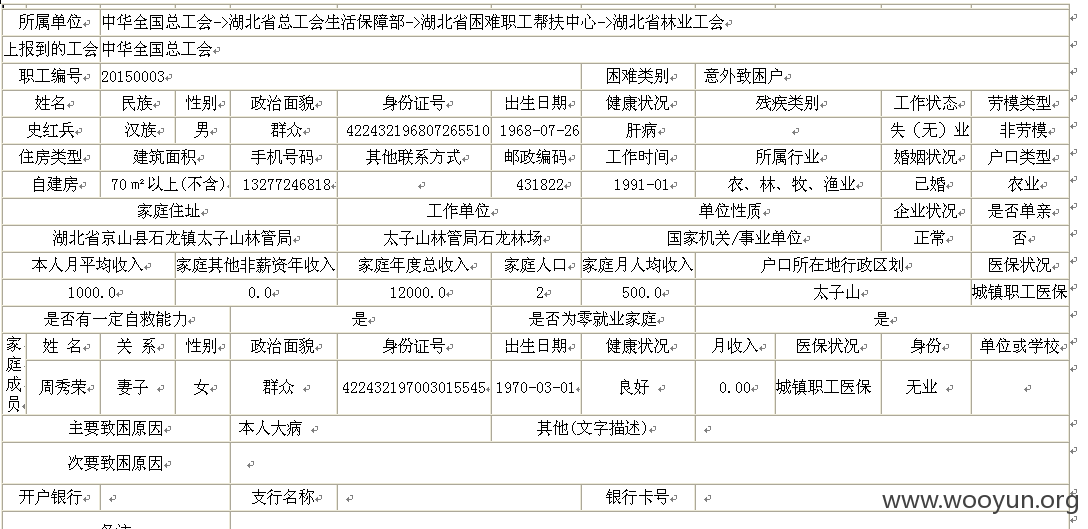 所属单位 中华全国总工会->湖北省总工会生活保障部->湖北省困难职工帮扶中心->湖北省林业工会
上报到的工会 中华全国总工会
职工编号 20150003 困难类别 意外致困户
姓名 民族 性别 政治面貌 身份证号 出生日期 健康状况 残疾类别 工作状态 劳模类型
史红兵 汉族 男 群众 422432196807265510 1968-07-26 肝病 失（无）业 非劳模
住房类型 建筑面积 手机号码 其他联系方式 邮政编码 工作时间 所属行业 婚姻状况 户口类型
自建房 70㎡以上(不含) 13277246818 431822 1991-01 农、林、牧、渔业 已婚 农业
家庭住址 工作单位 单位性质 企业状况 是否单亲
湖北省京山县石龙镇太子山林管局 太子山林管局石龙林场 国家机关/事业单位 正常 否
本人月平均收入 家庭其他非薪资年收入 家庭年度总收入 家庭人口 家庭月人均收入 户口所在地行政区划 医保状况
1000.0 0.0 12000.0 2 500.0 太子山 城镇职工医保
是否有一定自救能力 是 是否为零就业家庭 是
家庭成员 姓 名 关 系 性别 政治面貌 身份证号 出生日期 健康状况 月收入 医保状况 身份 单位或学校
周秀荣 妻子 女 群众 422432197003015545 1970-03-01 良好 0.00 城镇职工医保 无业
主要致困原因 本人大病 其他(文字描述)
次要致困原因
开户银行 支行名称 银行卡号
www.wooyun.org
备注